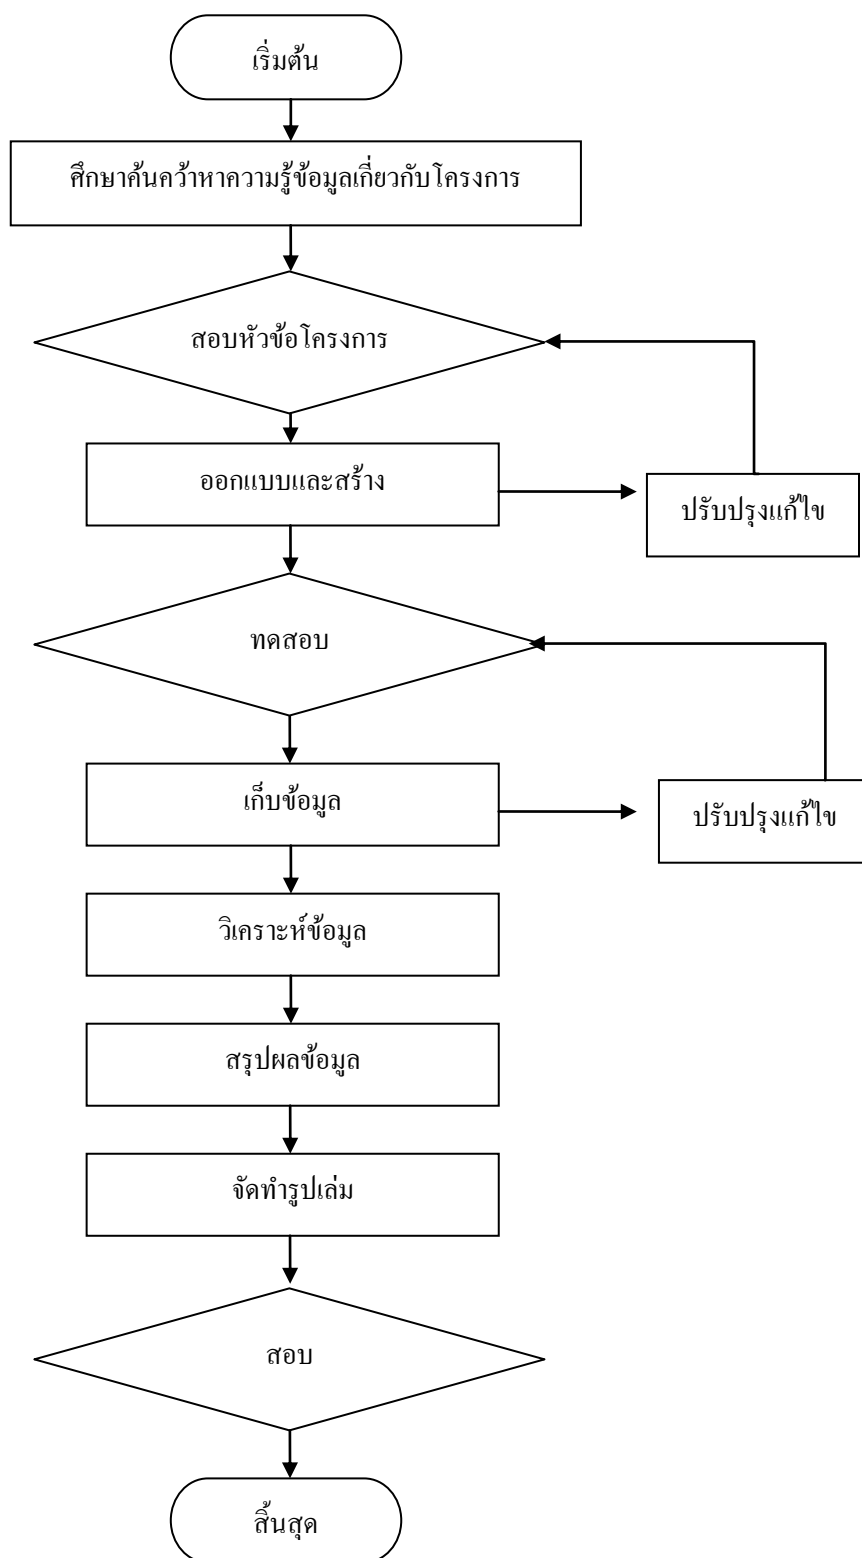 เริ่มต้น
ศึกษาค้นคว้าหาความรู้ข้อมูลเกี่ยวกับโครงการ
สอบหัวข้อโครงการ
ออกแบบและสร้าง
ปรับปรุงแก้ไข
ทดสอบ
เก็บข้อมูล
ปรับปรุงแก้ไข
วิเคราะห์ข้อมูล
สรุปผลข้อมูล
จัดทำรูปเล่ม
สอบ
สิ้นสุด